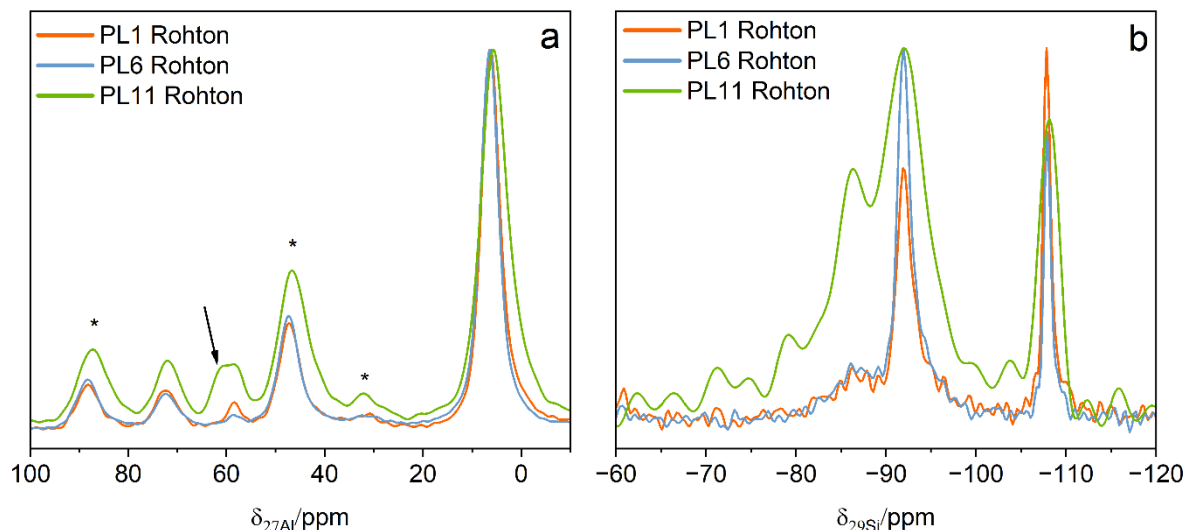 PL1 Rohton
PL6 Rohton
PL11 Rohton
a
*
*
*
100 80 60 40 20 0
δ27Al/ppm
PL1 Rohton
PL6 Rohton
PL11 Rohton
b
−60 −70 −80 −90 −100 −110 −120
δ29Si/ppm